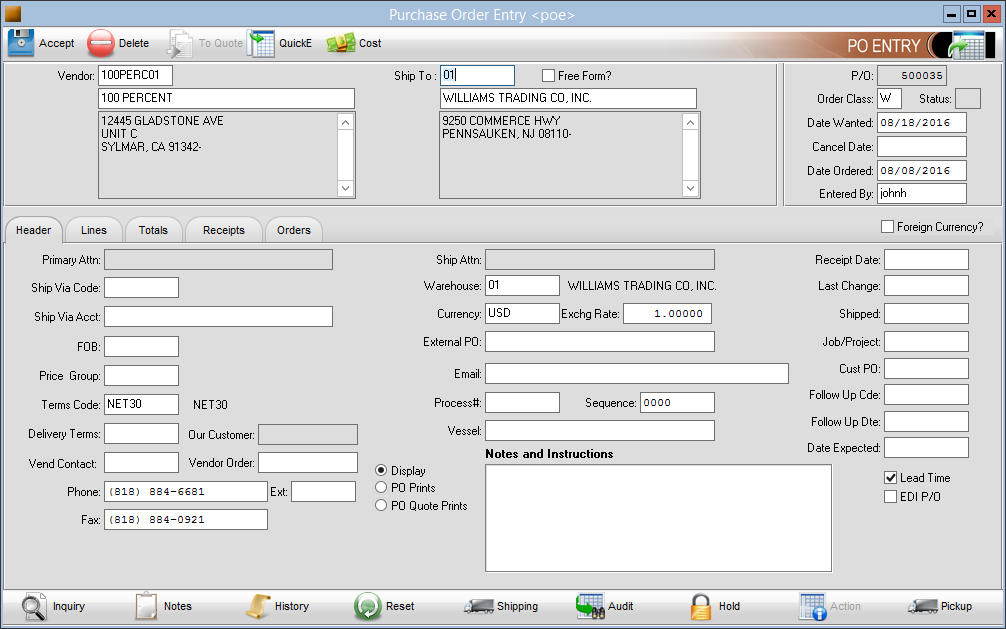 Purchase Order Entry <poe>
Accept Delete To Quote QuickE Cost PO ENTRY
Vendor: 100PERC01 Ship To : 01 Free Form? P/O: 500035
100 PERCENT WILLIAMS TRADING CO, INC. Order Class: W Status:
12445 GLADSTONE AVE 9250 COMMERCE HWY Date Wanted: 08/18/2016
UNIT C PENNSAUKEN, NJ 08110-
SYLMAR, CA 91342- Cancel Date:
Date Ordered: 08/08/2016
Entered By: johnh
Header Lines Totals Receipts Orders Foreign Currency?
Primary Attn: Ship Attn: Receipt Date:
Ship Via Code: Warehouse: 01 WILLIAMS TRADING CO, INC. Last Change:
Ship Via Acct: Currency: USD Exchg Rate: 1.00000 Shipped:
FOB: External PO: Job/Project:
Price Group: Email: Cust PO:
Terms Code: NET30 NET30 Process#: Sequence: 0000 Follow Up Cde:
Delivery Terms: Our Customer: Vessel: Follow Up Dte:
Vend Contact: Vendor Order: Notes and Instructions Date Expected:
Display Lead Time
Phone: (818) 884-6681 Ext: PO Prints EDI P/O
PO Quote Prints
Fax: (818) 884-0921
Inquiry Notes History Reset Shipping Audit Hold Action Pickup